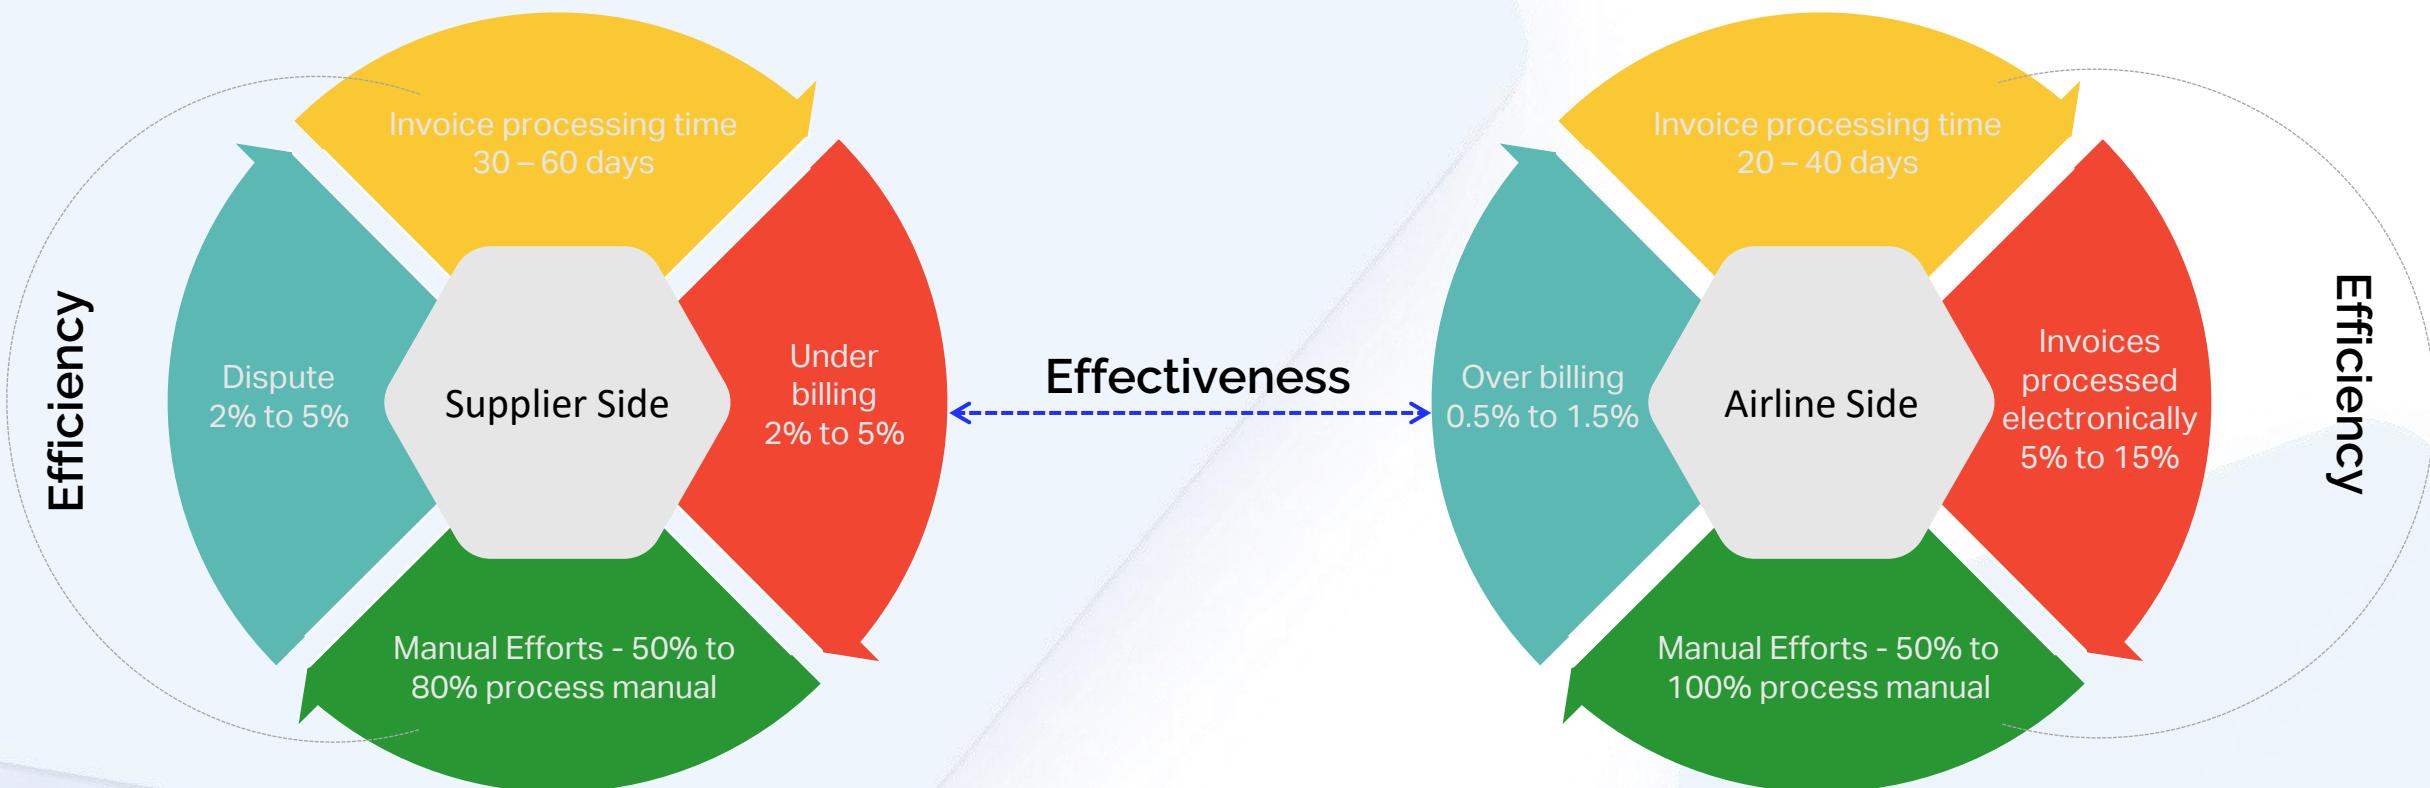 Efficiency
Invoice processing time
30 – 60 days
Dispute
2% to 5%
Supplier Side
Under
billing
2% to 5%
Manual Efforts - 50% to
80% process manual
Effectiveness
Invoice processing time
20 – 40 days
Over billing
0.5% to 1.5%
Airline Side
Invoices
processed
electronically
5% to 15%
Manual Efforts - 50% to
100% process manual
Efficiency